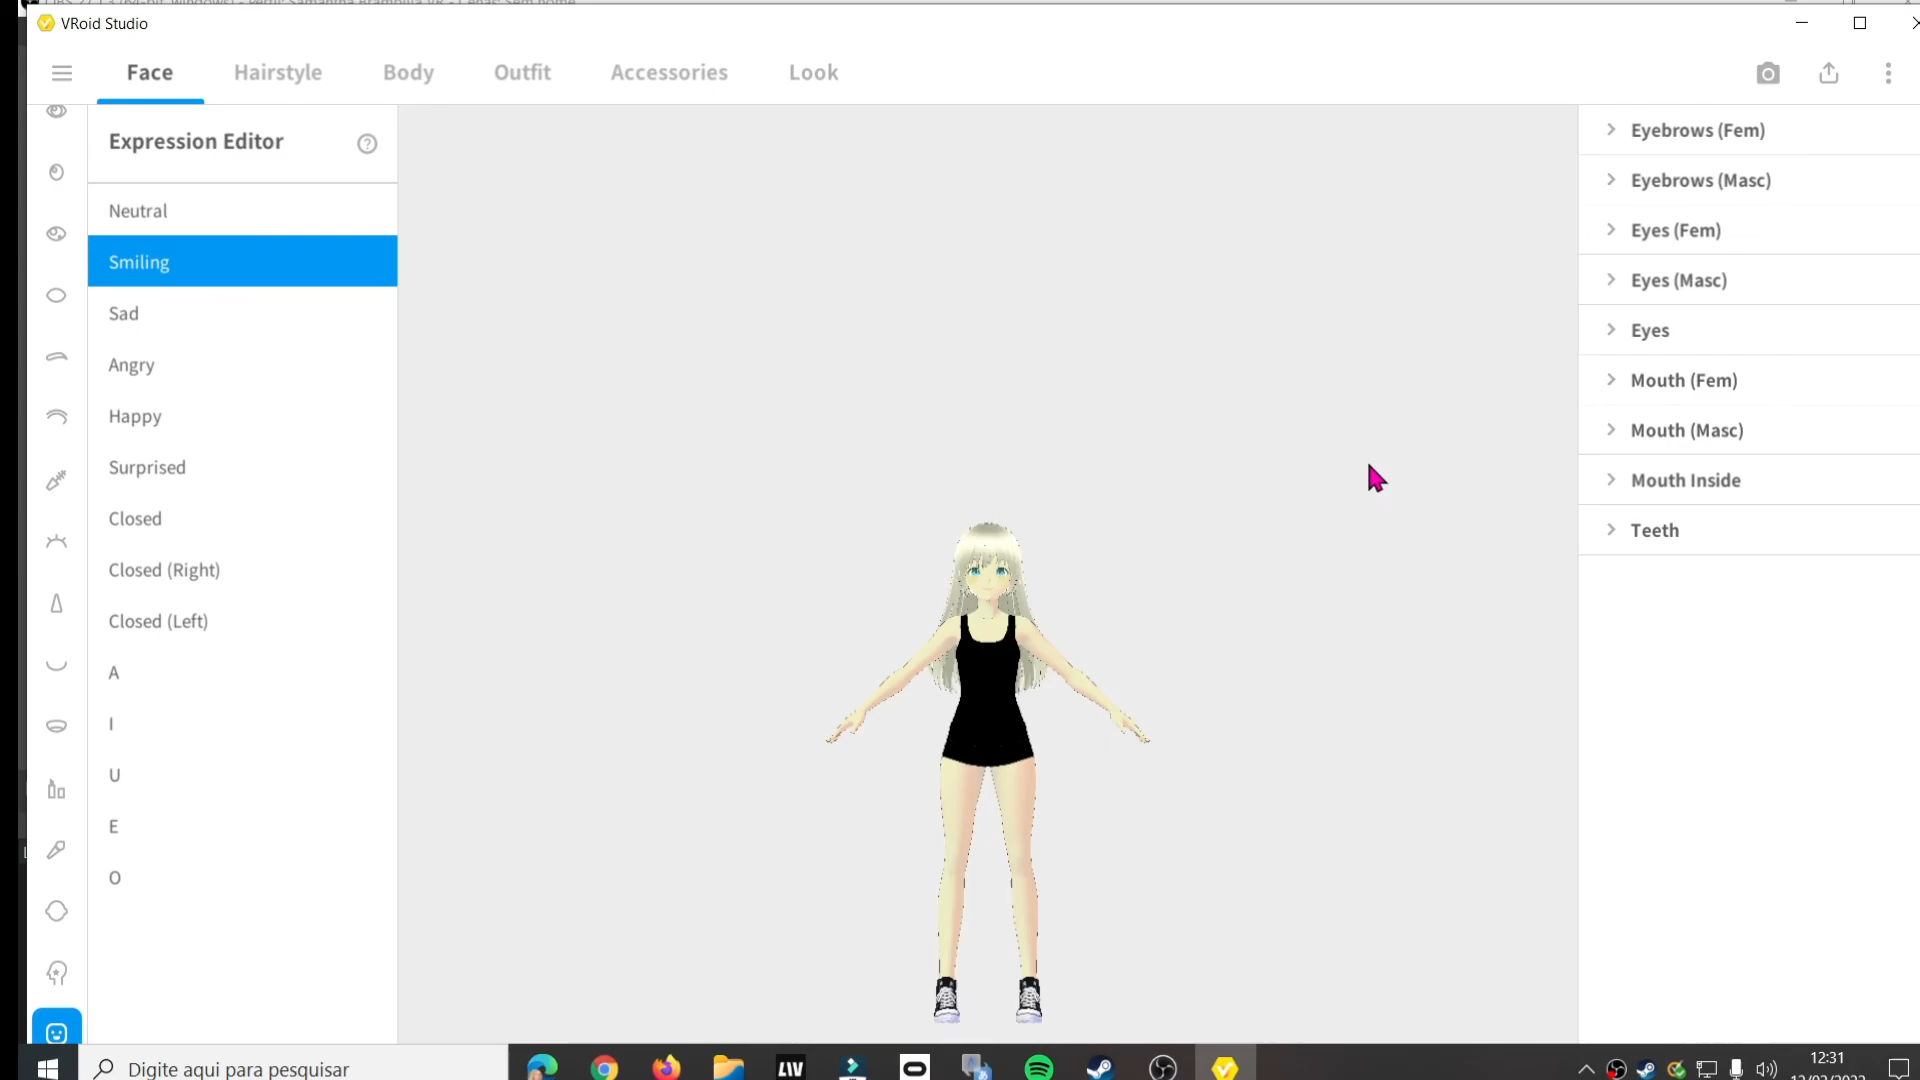 VRoid Studio
Face Hairstyle Body Outfit Accessories Look
Expression Editor
Neutral
Smiling
Sad
Angry
Happy
Surprised
Closed
Closed (Right)
Closed (Left)
A
I
U
E
O
Eyebrows (Fem)
Eyebrows (Masc)
Eyes (Fem)
Eyes (Masc)
Eyes
Mouth (Fem)
Mouth (Masc)
Mouth Inside
Teeth
Digite aqui para pesquisar
LIV
12:31